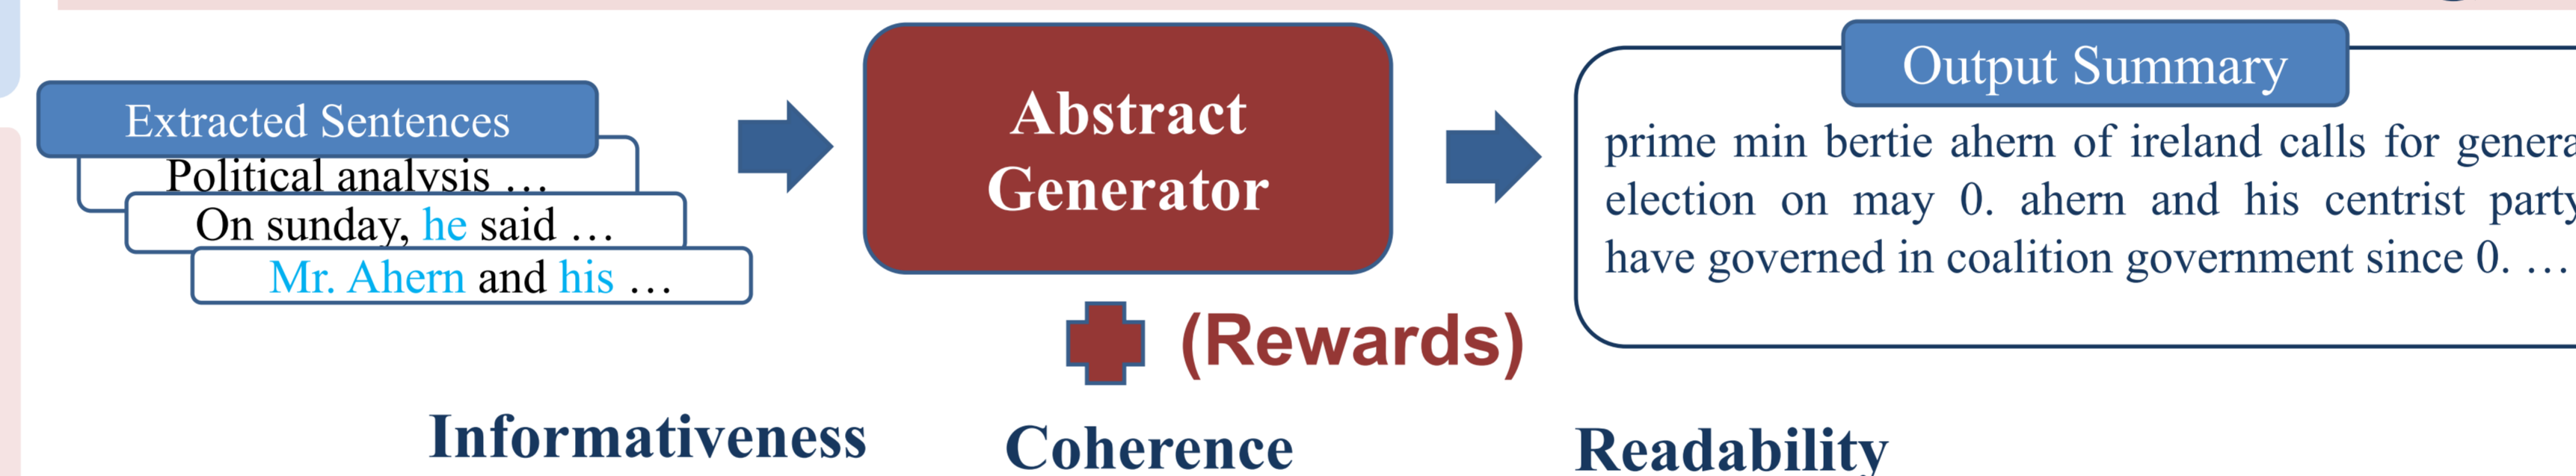 Extracted Sentences
Political analysis …
On sunday, he said …
Mr. Ahern and his …
Abstract
Generator
(Rewards)
Output Summary
prime min bertie ahern of ireland calls for
election on may 0. ahern and his centrist party
have governed in coalition government since 0. …
Informativeness
Coherence
Readability